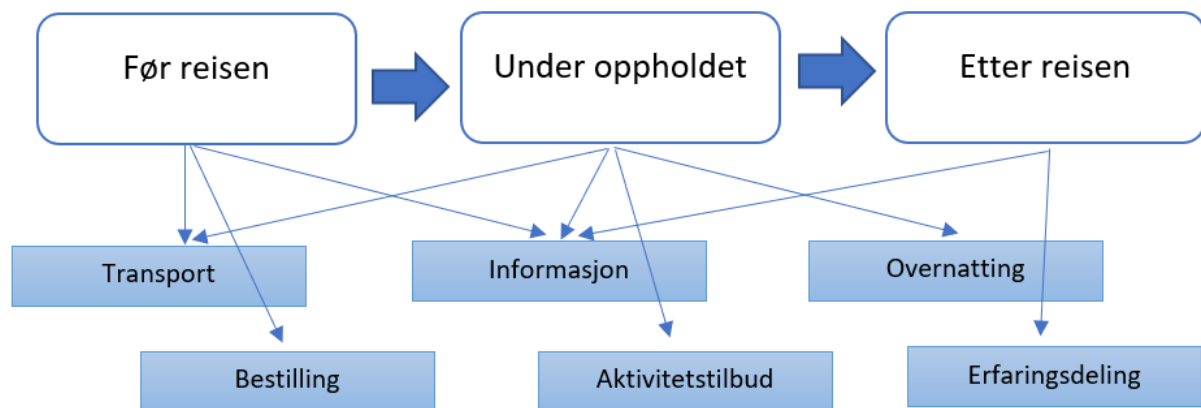 Før reisen
Under oppholdet
Etter reisen
Transport
Informasjon
Overnatting
Bestilling
Aktivitetstilbud
Erfaringsdeling